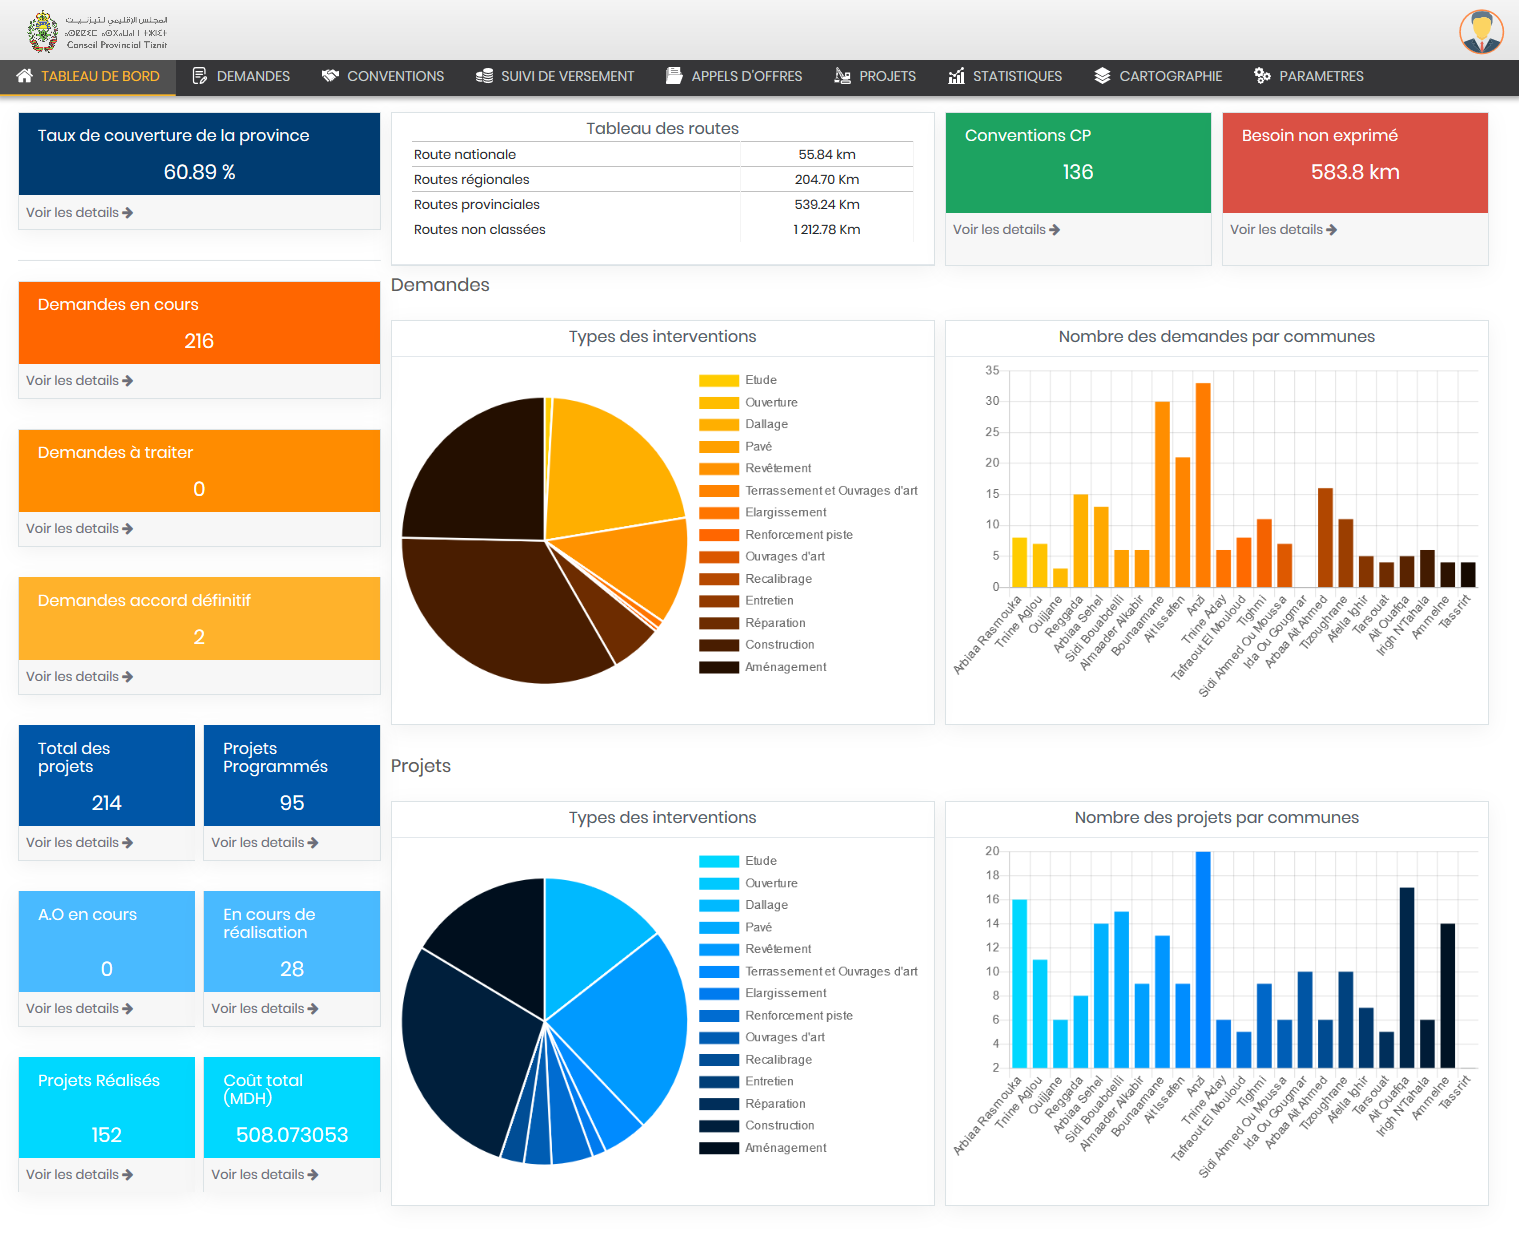 المجلس الإقليمي لتيزنيت
Conseil Provincial Tiznit
TABLEAU DE BORD
DEMANDES
CONVENTIONS
SUIVI DE VERSEMENT
APPELS D'OFFRES
PROJETS
STATISTIQUES
CARTOGRAPHIE
PARAMETRES
Taux de couverture de la province
60.89 %
Voir les details
Tableau des routes
Route nationale 55.84 km
Routes régionales 204.70 Km
Routes provinciales 539.24 Km
Routes non classées 1 212.78 Km
Conventions CP
136
Voir les details
Besoin non exprimé
583.8 km
Voir les details
Demandes en cours
216
Voir les details
Demandes à traiter
0
Voir les details
Demandes accord définitif
2
Voir les details
Demandes
Types des interventions
Etude
Ouverture
Dallage
Pavé
Revêtement
Terrassement et Ouvrages d'art
Elargissement
Renforcement piste
Ouvrages d'art
Recalibrage
Entretien
Réparation
Construction
Aménagement
Nombre des demandes par communes
35
30
25
20
15
10
5
0
Arbiaa Rasmouka
Tnine Aglou
Ouijjane
Reggada
Arbiaa Sehel
Sidi Bouabdelli
Almaader Alkabir
Bounaamane
Ait Issafen
Anzi
Tnine Aday
Tafraout El Mouloud
Tighmi
Sidi Ahmed Ou Moussa
Ida Ou Gougmar
Arbaa Ait Ahmed
Tizoughrane
Afella Ighir
Tarsouat
Ait Ouafqa
Irigh N'Tahala
Ammelne
Tassrirt
Total des
projets
214
Voir les details
Projets
Programmés
95
Voir les details
A.O en cours
0
Voir les details
En cours de
réalisation
28
Voir les details
Projets Réalisés
152
Voir les details
Coût total
(MDH)
508.073053
Voir les details
Projets
Types des interventions
Etude
Ouverture
Dallage
Pavé
Revêtement
Terrassement et Ouvrages d'art
Elargissement
Renforcement piste
Ouvrages d'art
Recalibrage
Entretien
Réparation
Construction
Aménagement
Nombre des projets par communes
20
18
16
14
12
10
8
6
4
2
Arbiaa Rasmouka
Tnine Aglou
Ouijjane
Reggada
Arbiaa Sehel
Sidi Bouabdelli
Almaader Alkabir
Bounaamane
Ait Issafen
Anzi
Tnine Aday
Tafraout El Mouloud
Tighmi
Sidi Ahmed Ou Moussa
Ida Ou Gougmar
Arbaa Ait Ahmed
Tizoughrane
Afella Ighir
Tarsouat
Ait Ouafqa
Irigh N'Tahala
Ammelne
Tassrirt